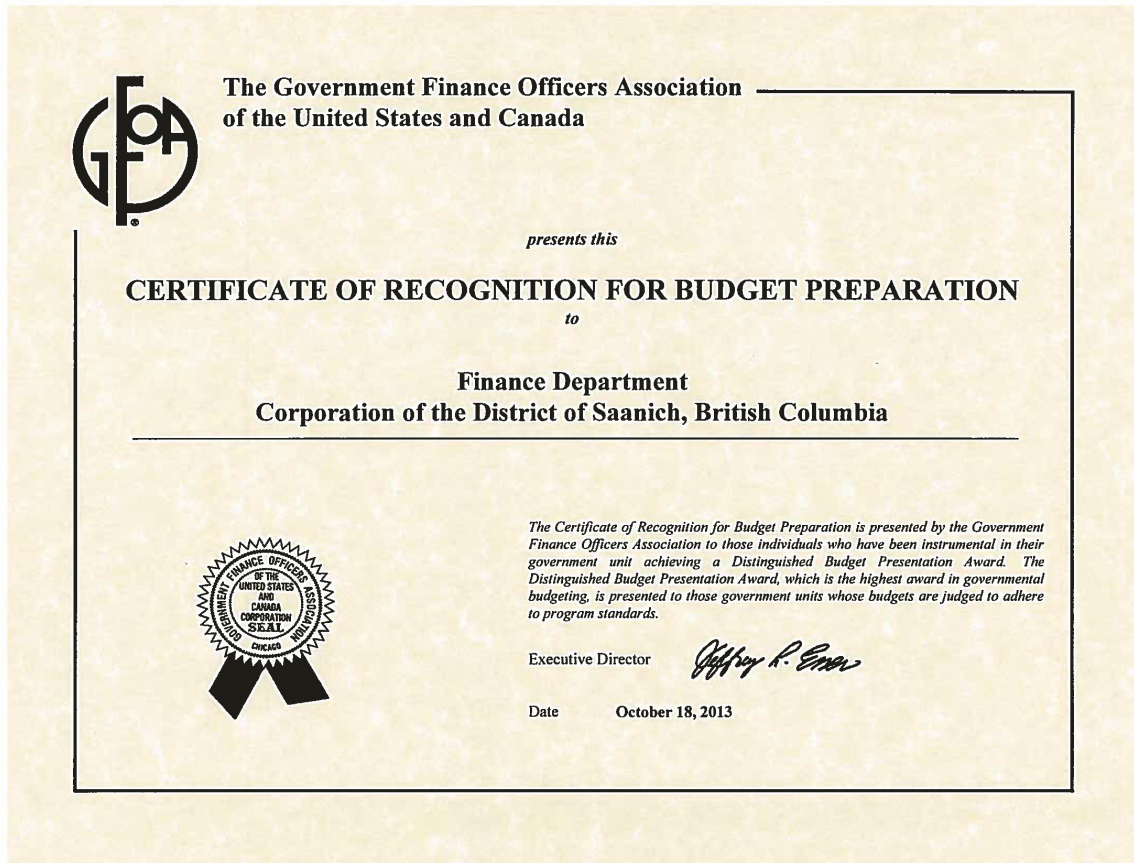 GFOA
The Government Finance Officers Association
of the United States and Canada
presents this
CERTIFICATE OF RECOGNITION FOR BUDGET PREPARATION
to
Finance Department
Corporation of the District of Saanich, British Columbia
The Certificate of Recognition for Budget Preparation is presented by the Government
Finance Officers Association to those individuals who have been instrumental in their
government unit achieving a Distinguished Budget Presentation Award. The
Distinguished Budget Presentation Award, which is the highest award in governmental
budgeting, is presented to those government units whose budgets are judged to adhere
to program standards.
GOVERNMENT FINANCE OFFICERS ASSOCIATION
OF THE
UNITED STATES
AND
CANADA
CORPORATION
SEAL
CHICAGO
Executive Director Jeffrey R. Ener
Date October 18, 2013